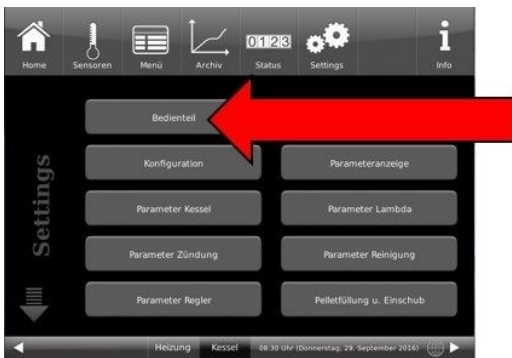 0123
Home Sensoren Menü Archiv Status Settings Info
Settings
Bedienteil
Konfiguration Parameteranzeige
Parameter Kessel Parameter Lambda
Parameter Zündung Parameter Reinigung
Parameter Regler Pelletfüllung u. Einschub
Heizung Kessel 08:30 Uhr (Donnerstag, 29. September 2016)